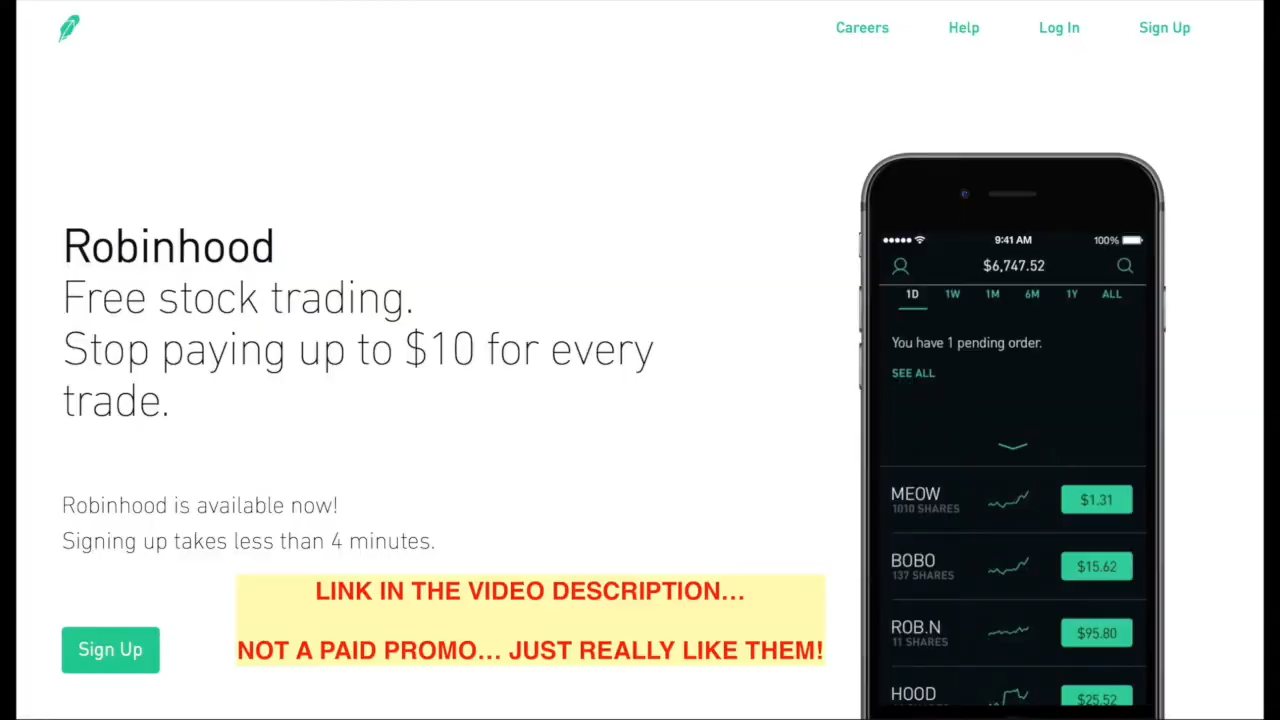 Careers Help Log In Sign Up
Robinhood
Free stock trading.
Stop paying up to $10 for every
trade.
Robinhood is available now!
Signing up takes less than 4 minutes.
LINK IN THE VIDEO DESCRIPTION...
NOT A PAID PROMO... JUST REALLY LIKE THEM!
Sign Up
9:41 AM 100%
$6,747.52
1D 1W 1M 6M 1Y ALL
You have 1 pending order.
SEE ALL
MEOW
1010 SHARES
$1.31
BOBO
137 SHARES
$15.62
ROB.N
11 SHARES
$95.80
HOOD
$25.52